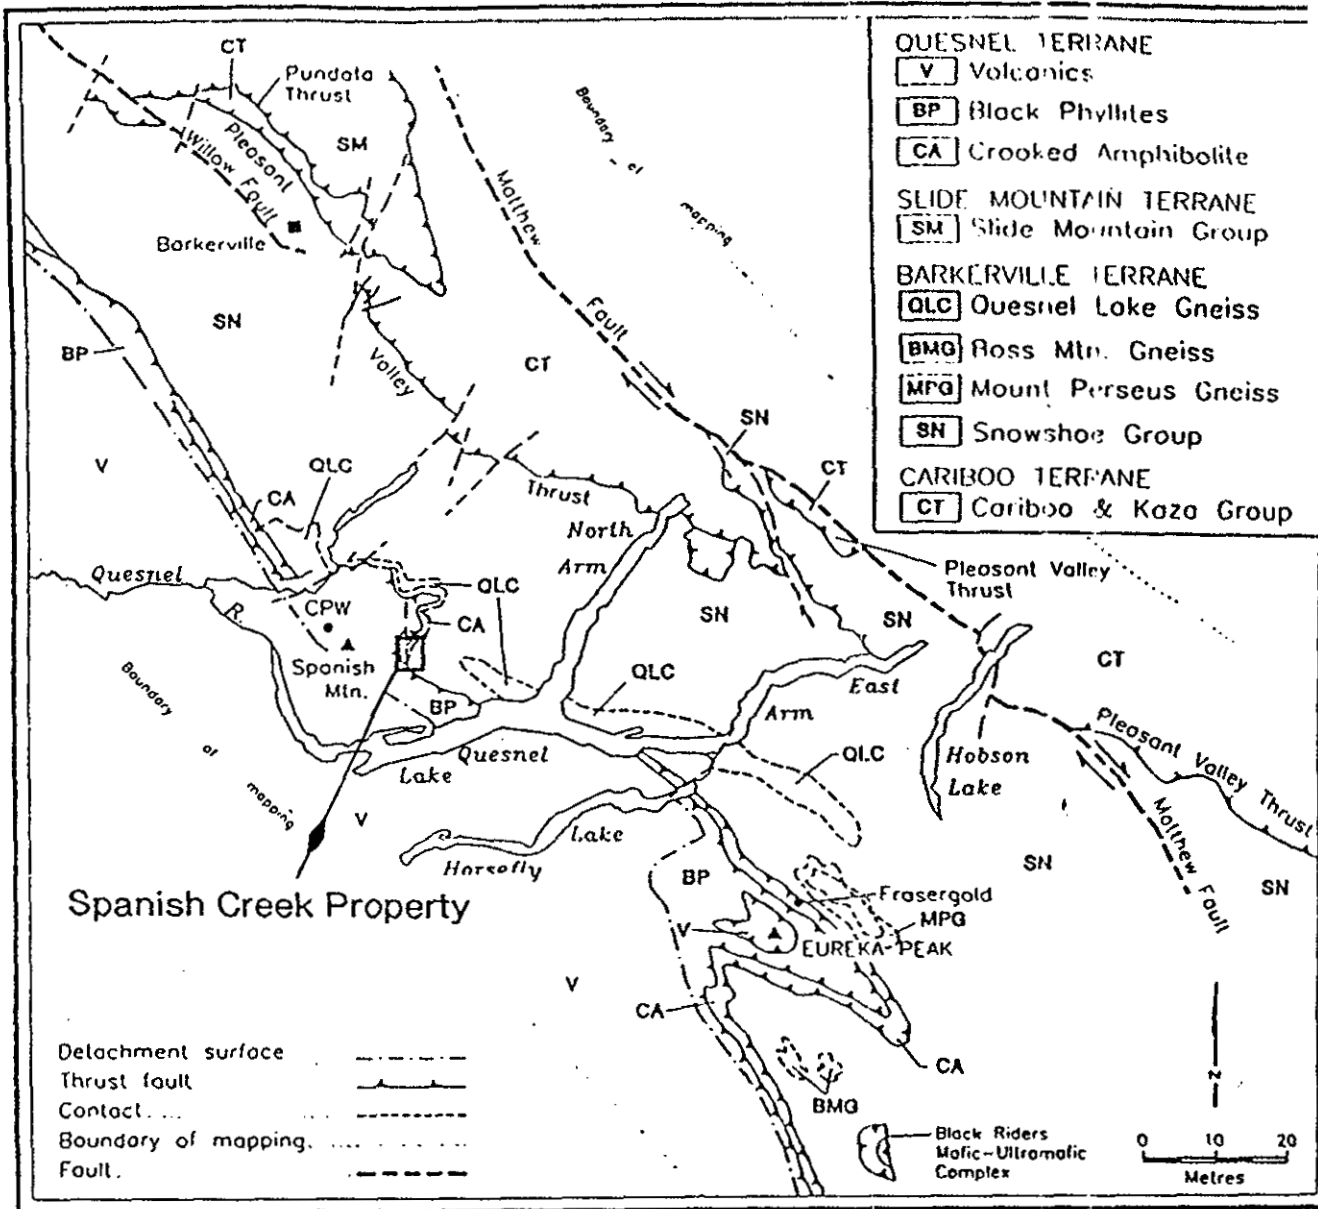 QUESNEL TERRANE
V Volcanics
BP Black Phyllites
CA Crooked Amphibolite
SLIDE MOUNTAIN TERRANE
SM Slide Mountain Group
BARKERVILLE TERRANE
QLC Quesnel Lake Gneiss
BMG Boss Mtn. Gneiss
MPG Mount Perseus Gneiss
SN Snowshoe Group
CARIBOO TERRANE
CT Cariboo & Kaza Group
CT
Pundata
Thrust
SM
Pleasant
Willow Fault
Barkerville
SN
BP
Valley
Matthew
Fault
Boundary of mapping
CT
SN
CT
V
QLC
CA
Thrust
North
Arm
Pleasant Valley
Thrust
Quesnel
R.
CPW
QLC
CA
SN
SN
Spanish
Mtn.
QLC
East
Arm
CT
BP
Boundary of mapping
Quesnel
Lake
QLC
Hobson
Lake
Pleasant Valley Thrust
Matthew Fault
V
Lake
Horsefly
SN
SN
BP
Frasergold
MPG
Spanish Creek Property
V
EUREKA PEAK
V
CA
CA
BMG
Detachment surface
Thrust fault
Contact....
Boundary of mapping.....
Fault.
N
Black Riders
Mafic-Ultramafic
Complex
0 10 20
Metres